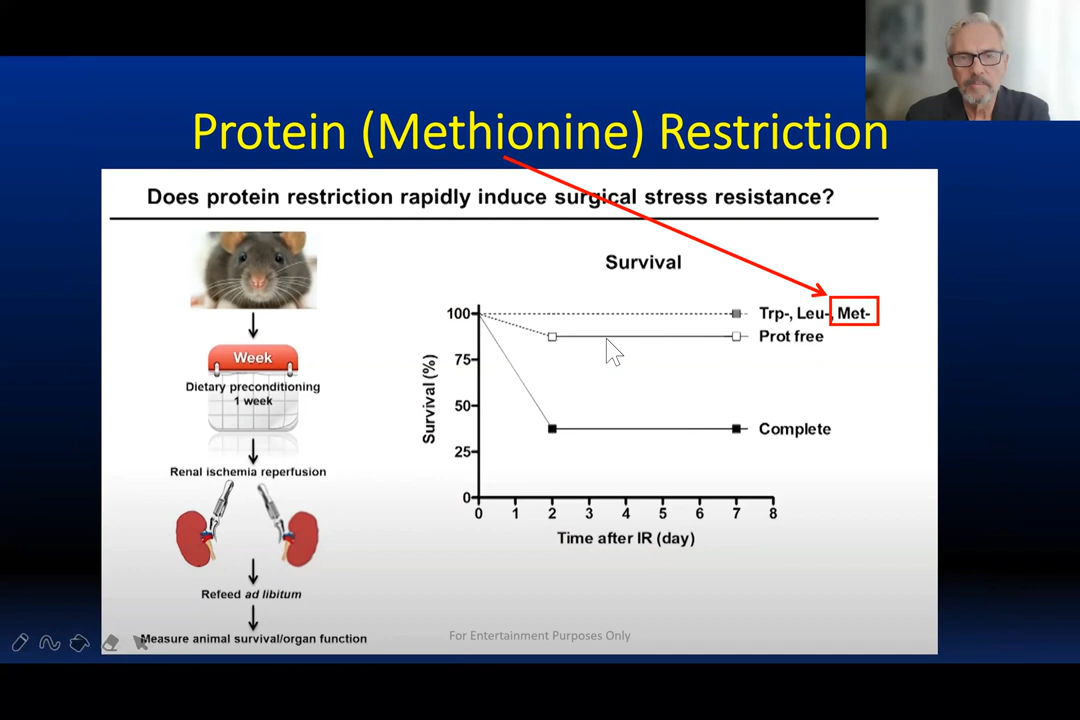 Protein (Methionine) Restriction
Does protein restriction rapidly induce surgical stress resistance?
Week
Dietary preconditioning
1 week
Renal ischemia reperfusion
Refeed ad libitum
Measure animal survival/organ function
Survival
Survival (%)
100
75
50
25
0
0 1 2 3 4 5 6 7 8
Time after IR (day)
Trp-, Leu-, Met-
Prot free
Complete
For Entertainment Purposes Only